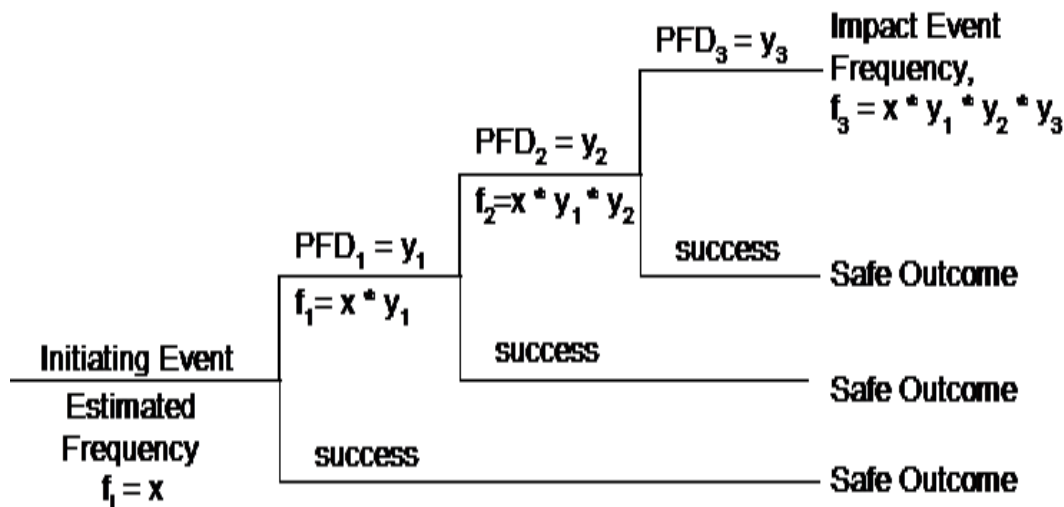 PFD₃ = y₃
Impact Event
Frequency,
f₃ = x * y₁ * y₂ * y₃
PFD₂ = y₂
f₂=x * y₁ * y₂
success
Safe Outcome
PFD₁ = y₁
f₁= x * y₁
success
Safe Outcome
Initiating Event
Estimated
Frequency
fᵢ = x
success
Safe Outcome